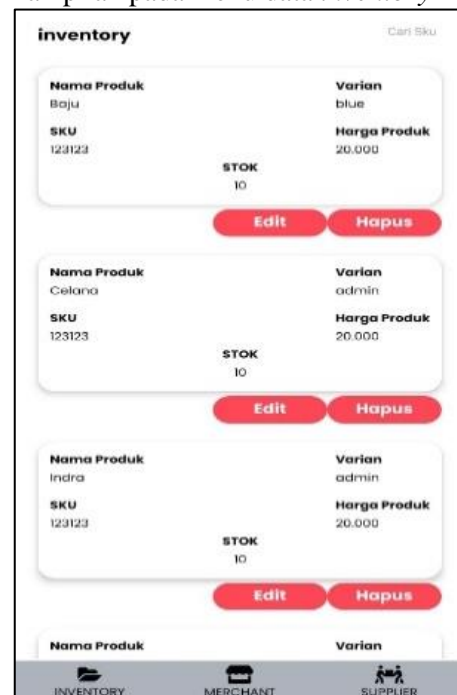 inventory Cari Sku
Nama Produk Varian
Baju blue
SKU Harga Produk
123123 20.000
STOK
10
Edit Hapus
Nama Produk Varian
Celana admin
SKU Harga Produk
123123 20.000
STOK
10
Edit Hapus
Nama Produk Varian
Indra admin
SKU Harga Produk
123123 20.000
STOK
10
Edit Hapus
Nama Produk Varian
INVENTORY MERCHANT SUPPLIER